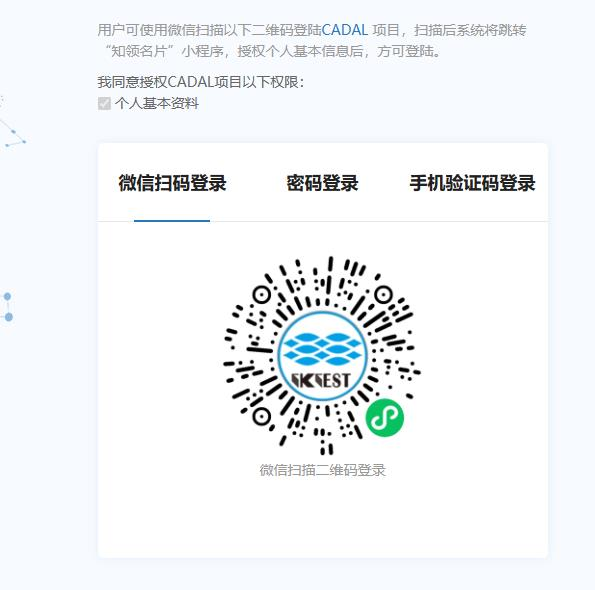 用户可使用微信扫描以下二维码登陆CADAL 项目，扫描后系统将跳转
“知领名片”小程序，授权个人基本信息后，方可登陆。
我同意授权CADAL项目以下权限：
个人基本资料
微信扫码登录 密码登录 手机验证码登录
IKCEST
微信扫描二维码登录